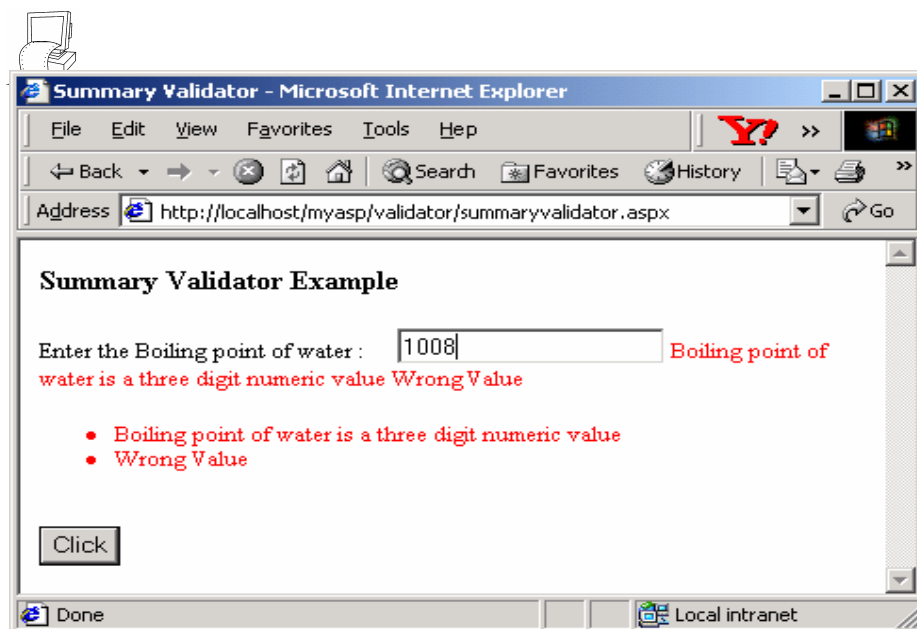 Summary Validator - Microsoft Internet Explorer
File Edit View Favorites Tools Hep
Y! »
Back Search Favorites History »
Address http://localhost/myasp/validator/summaryvalidator.aspx Go
Summary Validator Example
Enter the Boiling point of water : 1008 Boiling point of
water is a three digit numeric value Wrong Value
• Boiling point of water is a three digit numeric value
• Wrong Value
Click
Done Local intranet